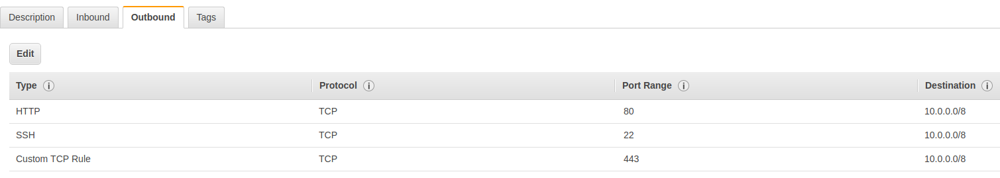 Description Inbound Outbound Tags
Edit
Type Protocol Port Range Destination
HTTP TCP 80 10.0.0.0/8
SSH TCP 22 10.0.0.0/8
Custom TCP Rule TCP 443 10.0.0.0/8